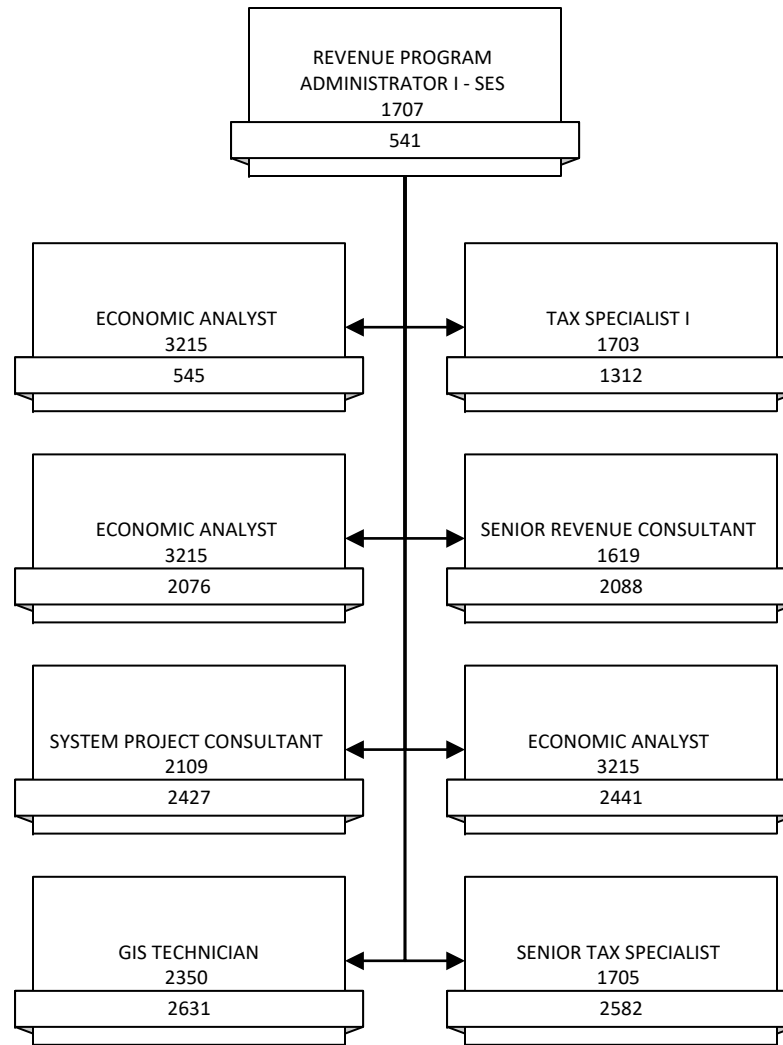 REVENUE PROGRAM
ADMINISTRATOR I - SES
1707
541
ECONOMIC ANALYST
3215
545
TAX SPECIALIST I
1703
1312
ECONOMIC ANALYST
3215
2076
SENIOR REVENUE CONSULTANT
1619
2088
SYSTEM PROJECT CONSULTANT
2109
2427
ECONOMIC ANALYST
3215
2441
GIS TECHNICIAN
2350
2631
SENIOR TAX SPECIALIST
1705
2582